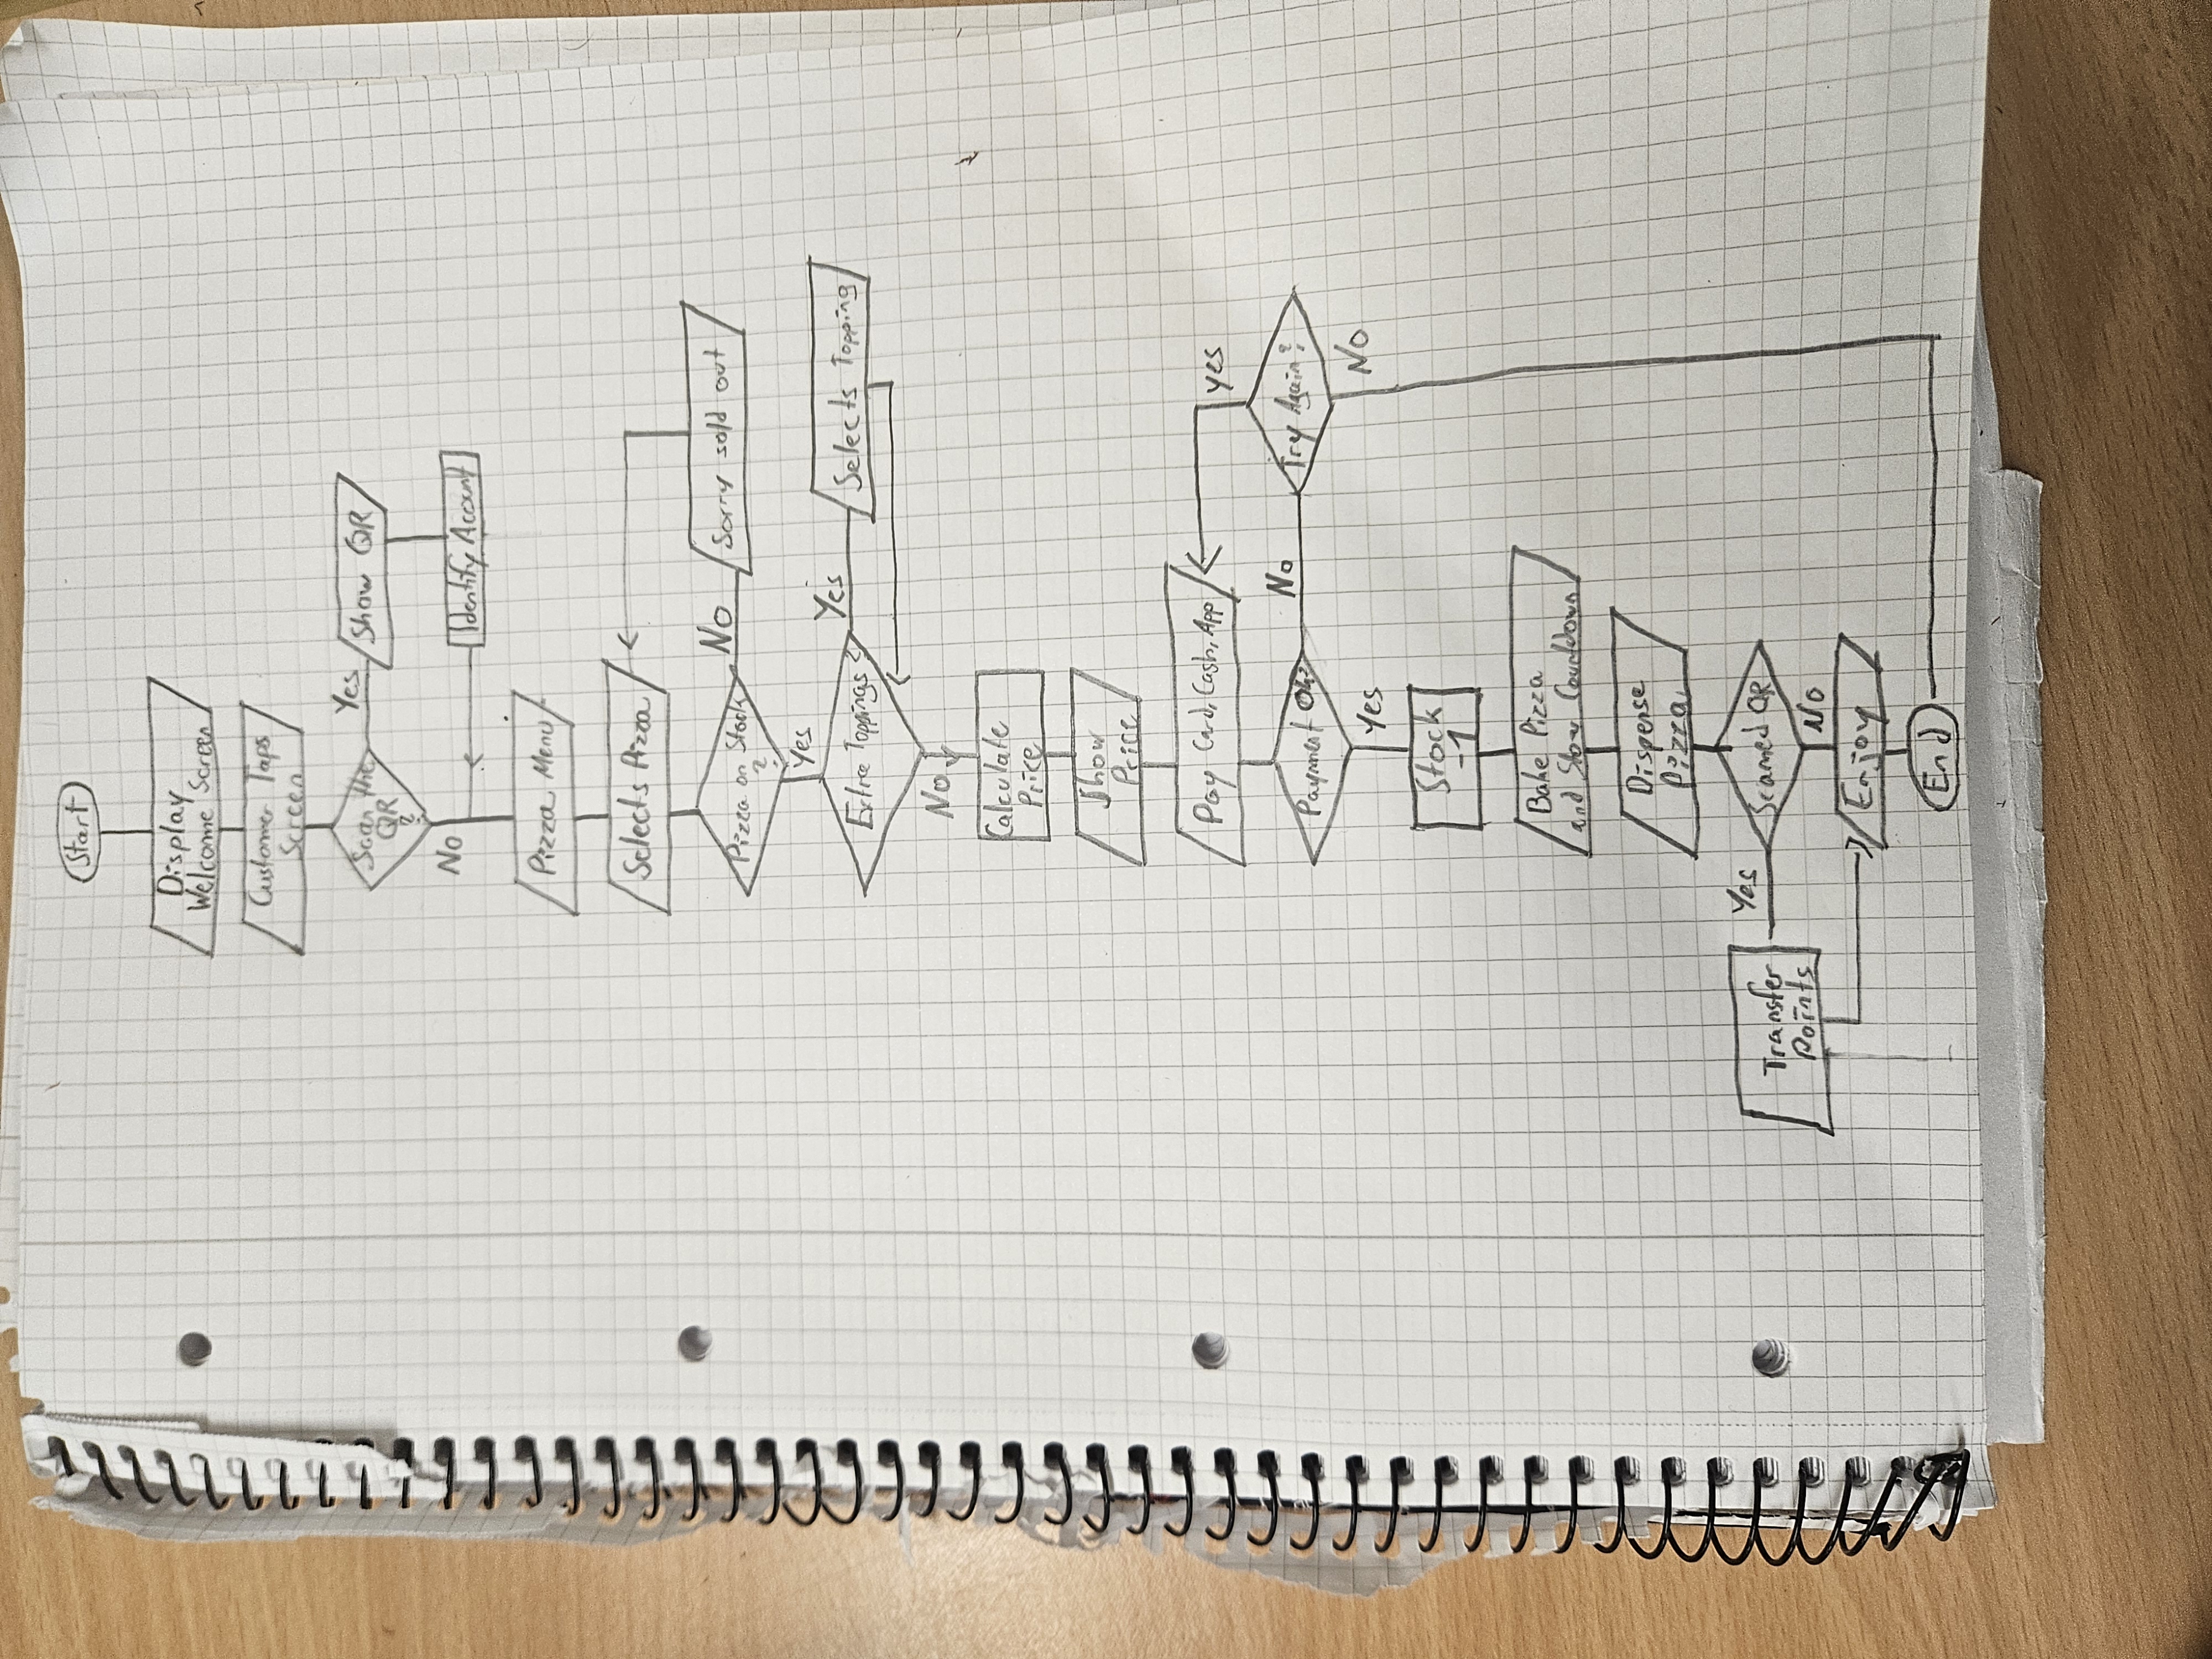 Start
Display
Welcome Screen
Customer Taps
Screen
Scan the
QR
?
Yes
Show QR
No
Identify Account
Pizza Menu
Selects Pizza
Pizza on Stock
?
No
Sorry sold out
Yes
Extra Toppings?
Yes
Selects Topping
No
Calculate
Price
Show
Price
Pay Card, Cash, App
yes
Payment Ok?
No
Try Again?
Yes
No
Stock
-1
Bake Pizza
and Show Countdown
Dispense
Pizza
Scanned QR
Yes
Transfer
Points
No
Enjoy
End